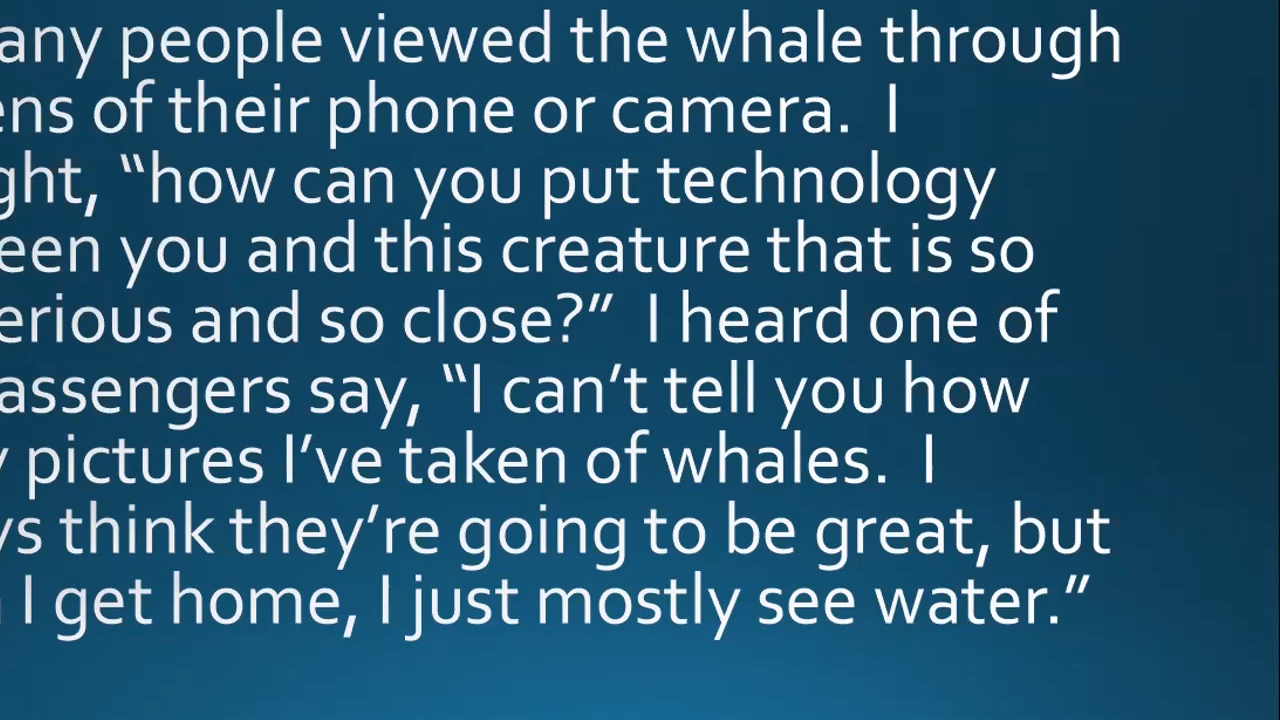 any people viewed the whale through
ens of their phone or camera.  I
ght, “how can you put technology
een you and this creature that is so
erious and so close?”  I heard one of
assengers say, “I can’t tell you how
y pictures I’ve taken of whales.  I
ys think they’re going to be great, but
I get home, I just mostly see water.”